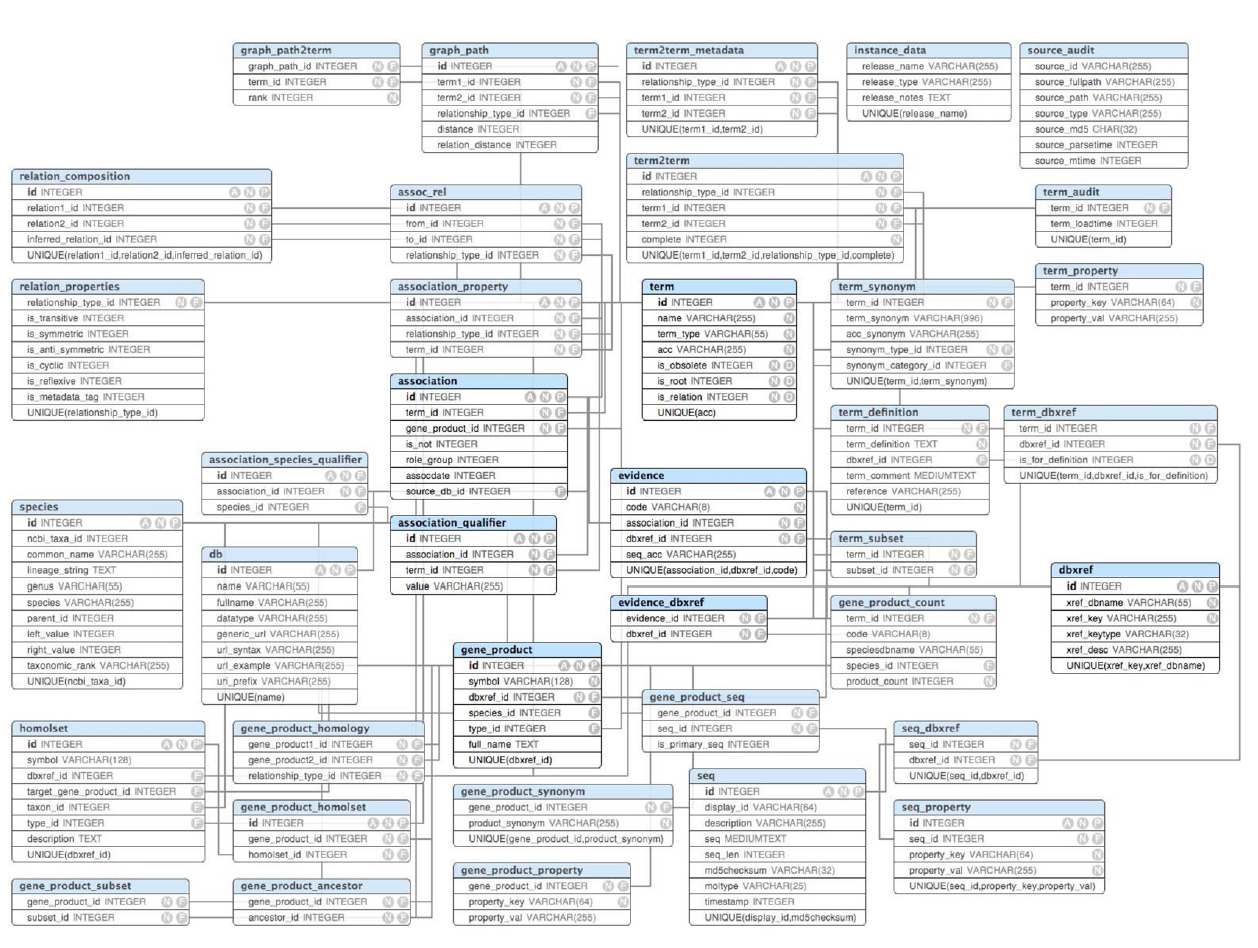 graph_path2term
graph_path_id INTEGER N F
term_id INTEGER N F
rank INTEGER N
graph_path
id INTEGER A N P
term1_id INTEGER N F
term2_id INTEGER N F
relationship_type_id INTEGER F
distance INTEGER
relation_distance INTEGER
term2term_metadata
id INTEGER A N P
relationship_type_id INTEGER N F
term1_id INTEGER N F
term2_id INTEGER N F
UNIQUE(term1_id,term2_id)
instance_data
release_name VARCHAR(255)
release_type VARCHAR(255)
release_notes TEXT
UNIQUE(release_name)
source_audit
source_id VARCHAR(255)
source_fullpath VARCHAR(255)
source_path VARCHAR(255)
source_type VARCHAR(255)
source_md5 CHAR(32)
source_parsetime INTEGER
source_mtime INTEGER
relation_composition
id INTEGER A N P
relation1_id INTEGER N F
relation2_id INTEGER N F
inferred_relation_id INTEGER N F
UNIQUE(relation1_id,relation2_id,inferred_relation_id)
assoc_rel
id INTEGER A N P
from_id INTEGER N F
to_id INTEGER N F
relationship_type_id INTEGER N F
term2term
id INTEGER A N P
relationship_type_id INTEGER N F
term1_id INTEGER N F
term2_id INTEGER N F
complete INTEGER N
UNIQUE(term1_id,term2_id,relationship_type_id,complete)
term_audit
term_id INTEGER N F
term_loadtime INTEGER
UNIQUE(term_id)
relation_properties
relationship_type_id INTEGER N F
is_transitive INTEGER
is_symmetric INTEGER
is_anti_symmetric INTEGER
is_cyclic INTEGER
is_reflexive INTEGER
is_metadata_tag INTEGER
UNIQUE(relationship_type_id)
association_property
id INTEGER A N P
association_id INTEGER N F
relationship_type_id INTEGER N F
term_id INTEGER N F
term
id INTEGER A N P
name VARCHAR(255) N
term_type VARCHAR(55) N
acc VARCHAR(255) N
is_obsolete INTEGER N D
is_root INTEGER N D
is_relation INTEGER N D
UNIQUE(acc)
term_synonym
term_id INTEGER N F
term_synonym VARCHAR(996)
acc_synonym VARCHAR(255)
synonym_type_id INTEGER N F
synonym_category_id INTEGER F
UNIQUE(term_id,term_synonym)
term_property
term_id INTEGER N F
property_key VARCHAR(64) N
property_val VARCHAR(255)
association
id INTEGER A N P
term_id INTEGER N F
gene_product_id INTEGER N F
is_not INTEGER
role_group INTEGER
assocdate INTEGER
source_db_id INTEGER F
term_definition
term_id INTEGER N F
term_definition TEXT N
dbxref_id INTEGER F
term_comment MEDIUMTEXT
reference VARCHAR(255)
UNIQUE(term_id)
term_dbxref
term_id INTEGER N F
dbxref_id INTEGER N F
is_for_definition INTEGER N D
UNIQUE(term_id,dbxref_id,is_for_definition)
association_species_qualifier
id INTEGER A N P
association_id INTEGER N F
species_id INTEGER F
evidence
id INTEGER A N P
code VARCHAR(8) N
association_id INTEGER N F
dbxref_id INTEGER N F
seq_acc VARCHAR(255)
UNIQUE(association_id,dbxref_id,code)
species
id INTEGER A N P
ncbi_taxa_id INTEGER
common_name VARCHAR(255)
lineage_string TEXT
genus VARCHAR(55)
species VARCHAR(255)
parent_id INTEGER
left_value INTEGER
right_value INTEGER
taxonomic_rank VARCHAR(255)
UNIQUE(ncbi_taxa_id)
association_qualifier
id INTEGER A N P
association_id INTEGER N F
term_id INTEGER N F
value VARCHAR(255)
term_subset
term_id INTEGER N F
subset_id INTEGER N F
db
id INTEGER A N P
name VARCHAR(55)
fullname VARCHAR(255)
datatype VARCHAR(255)
generic_url VARCHAR(255)
url_syntax VARCHAR(255)
url_example VARCHAR(255)
uri_prefix VARCHAR(255)
UNIQUE(name)
dbxref
id INTEGER A N P
xref_dbname VARCHAR(55) N
xref_key VARCHAR(255) N
xref_keytype VARCHAR(32)
xref_desc VARCHAR(255)
UNIQUE(xref_key,xref_dbname)
evidence_dbxref
evidence_id INTEGER N F
dbxref_id INTEGER N F
gene_product_count
term_id INTEGER N F
code VARCHAR(8)
speciesdbname VARCHAR(55)
species_id INTEGER F
product_count INTEGER N
gene_product
id INTEGER A N P
symbol VARCHAR(128) N
dbxref_id INTEGER N F
species_id INTEGER F
type_id INTEGER F
full_name TEXT
UNIQUE(dbxref_id)
gene_product_seq
gene_product_id INTEGER N F
seq_id INTEGER N F
is_primary_seq INTEGER
homolset
id INTEGER A N P
symbol VARCHAR(128)
dbxref_id INTEGER F
target_gene_product_id INTEGER F
taxon_id INTEGER F
type_id INTEGER F
description TEXT
UNIQUE(dbxref_id)
gene_product_homology
gene_product1_id INTEGER N F
gene_product2_id INTEGER N F
relationship_type_id INTEGER N F
seq_dbxref
seq_id INTEGER N F
dbxref_id INTEGER N F
UNIQUE(seq_id,dbxref_id)
gene_product_synonym
gene_product_id INTEGER N F
product_synonym VARCHAR(255) N
UNIQUE(gene_product_id,product_synonym)
seq
id INTEGER A N P
display_id VARCHAR(64)
description VARCHAR(255)
seq MEDIUMTEXT
seq_len INTEGER
md5checksum VARCHAR(32)
moltype VARCHAR(25)
timestamp INTEGER
UNIQUE(display_id,md5checksum)
gene_product_homolset
id INTEGER A N P
gene_product_id INTEGER N F
homolset_id INTEGER N F
seq_property
id INTEGER A N P
seq_id INTEGER N F
property_key VARCHAR(64) N
property_val VARCHAR(255) N
UNIQUE(seq_id,property_key,property_val)
gene_product_property
gene_product_id INTEGER N F
property_key VARCHAR(64) N
property_val VARCHAR(255)
gene_product_subset
gene_product_id INTEGER N F
subset_id INTEGER N F
gene_product_ancestor
gene_product_id INTEGER N F
ancestor_id INTEGER N F